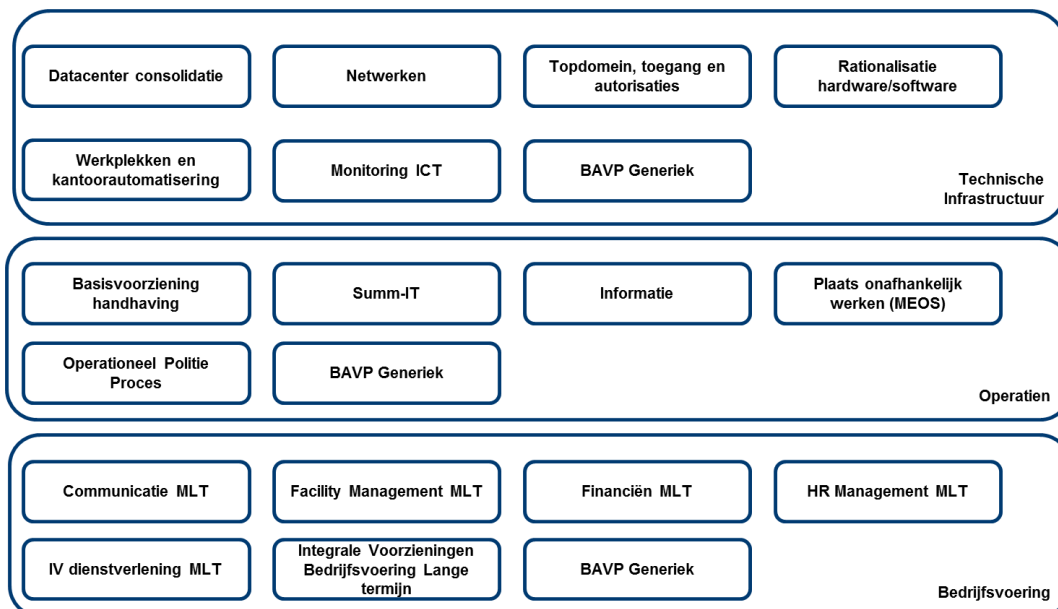 Datacenter consolidatie
Netwerken
Topdomein, toegang en
autorisaties
Rationalisatie
hardware/software
Werkplekken en
kantoorautomatisering
Monitoring ICT
BAVP Generiek
Technische
Infrastructuur
Basisvoorziening
handhaving
Summ-IT
Informatie
Plaats onafhankelijk
werken (MEOS)
Operationeel Politie
Proces
BAVP Generiek
Operatien
Communicatie MLT
Facility Management MLT
Financiën MLT
HR Management MLT
IV dienstverlening MLT
Integrale Voorzieningen
Bedrijfsvoering Lange
termijn
BAVP Generiek
Bedrijfsvoering